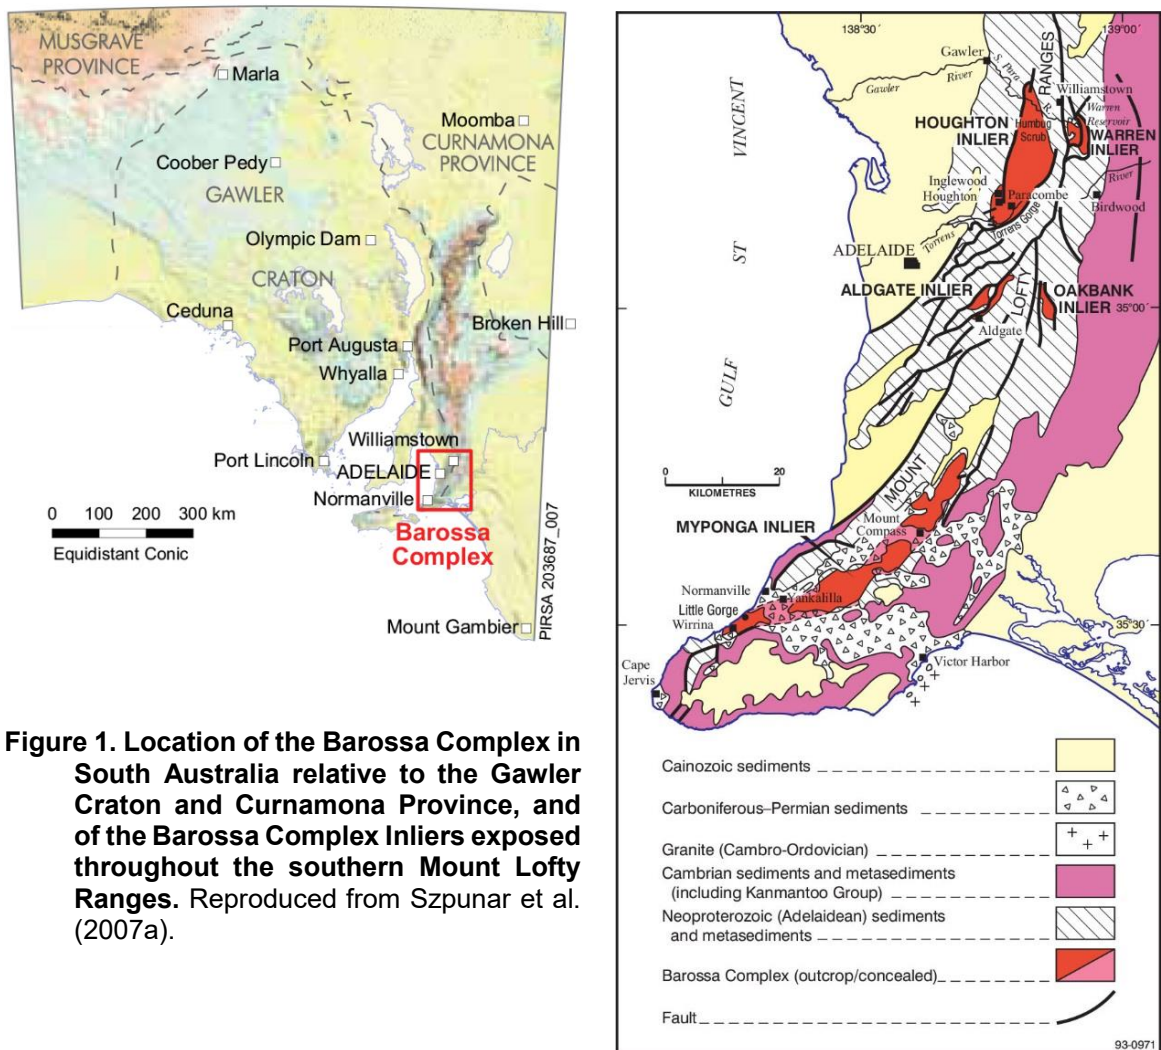 MUSGRAVE
PROVINCE
Marla
Moomba
CURNAMONA
PROVINCE
Coober Pedy
GAWLER
Olympic Dam
CRATON
Ceduna
Broken Hill
Port Augusta
Whyalla
Williamstown
Port Lincoln
ADELAIDE
Normanville
0 100 200 300 km
Equidistant Conic
Barossa
Complex
Mount Gambier
PIRSA 203687_007
Figure 1. Location of the Barossa Complex in
South Australia relative to the Gawler
Craton and Curnamona Province, and
of the Barossa Complex Inliers exposed
throughout the southern Mount Lofty
Ranges. Reproduced from Szpunar et al.
(2007a).
138°30´
139°00´
Gawler
S. Para
R.
RANGES
River
Gawler
Williamstown
Warren
Reservoir
HOUGHTON
INLIER
Humbug
Scrub
WARREN
INLIER
VINCENT
River
Inglewood
Houghton
Paracombe
Birdwood
Torrens Gorge
Torrens
ADELAIDE
ST
ALDGATE INLIER
LOFTY
OAKBANK
INLIER
35°00´
Aldgate
GULF
0 20
KILOMETRES
MOUNT
MYPONGA INLIER
Mount
Compass
Normanville
Yankalilla
Little Gorge
Wirrina
35°30´
Cape
Jervis
Victor Harbor
Cainozoic sediments
Carboniferous–Permian sediments
Granite (Cambro-Ordovician)
Cambrian sediments and metasediments
(including Kanmantoo Group)
Neoproterozoic (Adelaidean) sediments
and metasediments
Barossa Complex (outcrop/concealed)
Fault
93-0971